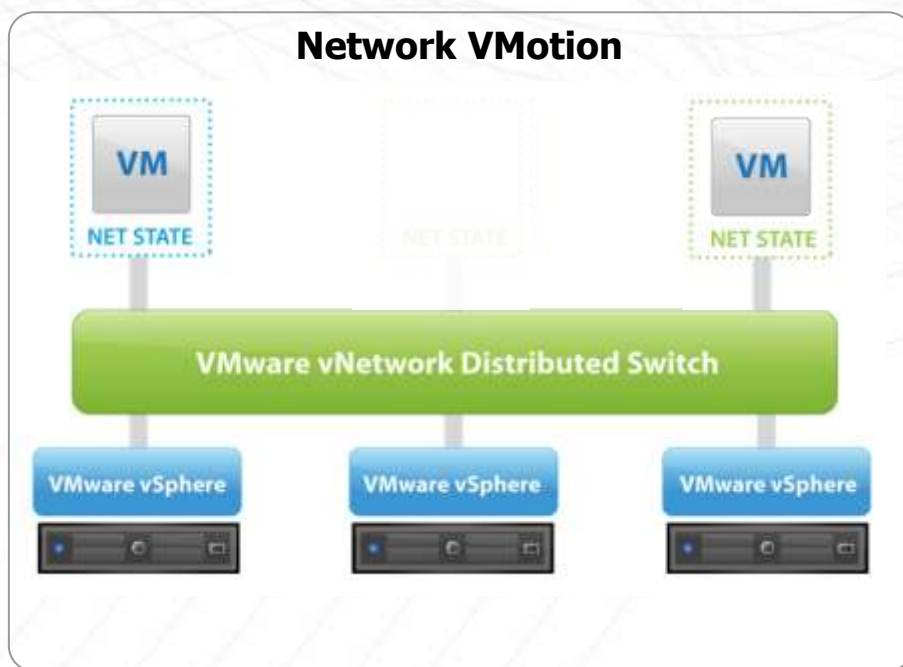 Network VMotion
VM
NET STATE
NET STATE
VM
NET STATE
VMware vNetwork Distributed Switch
VMware vSphere
VMware vSphere
VMware vSphere